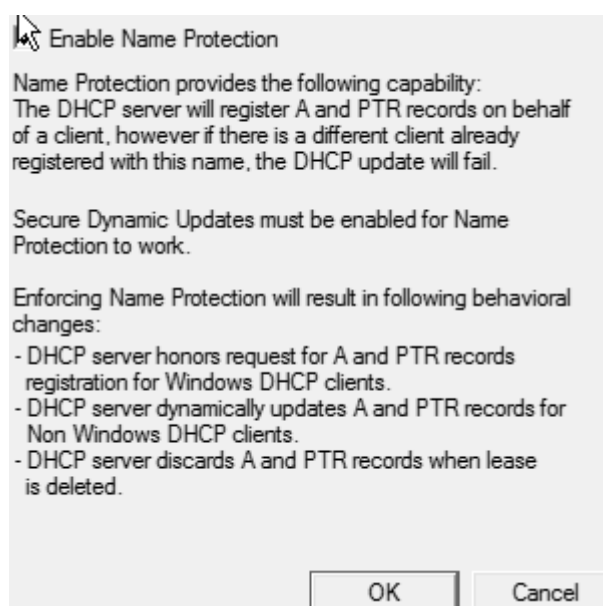 Enable Name Protection
Name Protection provides the following capability:
The DHCP server will register A and PTR records on behalf
of a client, however if there is a different client already
registered with this name, the DHCP update will fail.
Secure Dynamic Updates must be enabled for Name
Protection to work.
Enforcing Name Protection will result in following behavioral
changes:
- DHCP server honors request for A and PTR records
registration for Windows DHCP clients.
- DHCP server dynamically updates A and PTR records for
Non Windows DHCP clients.
- DHCP server discards A and PTR records when lease
is deleted.
OK Cancel